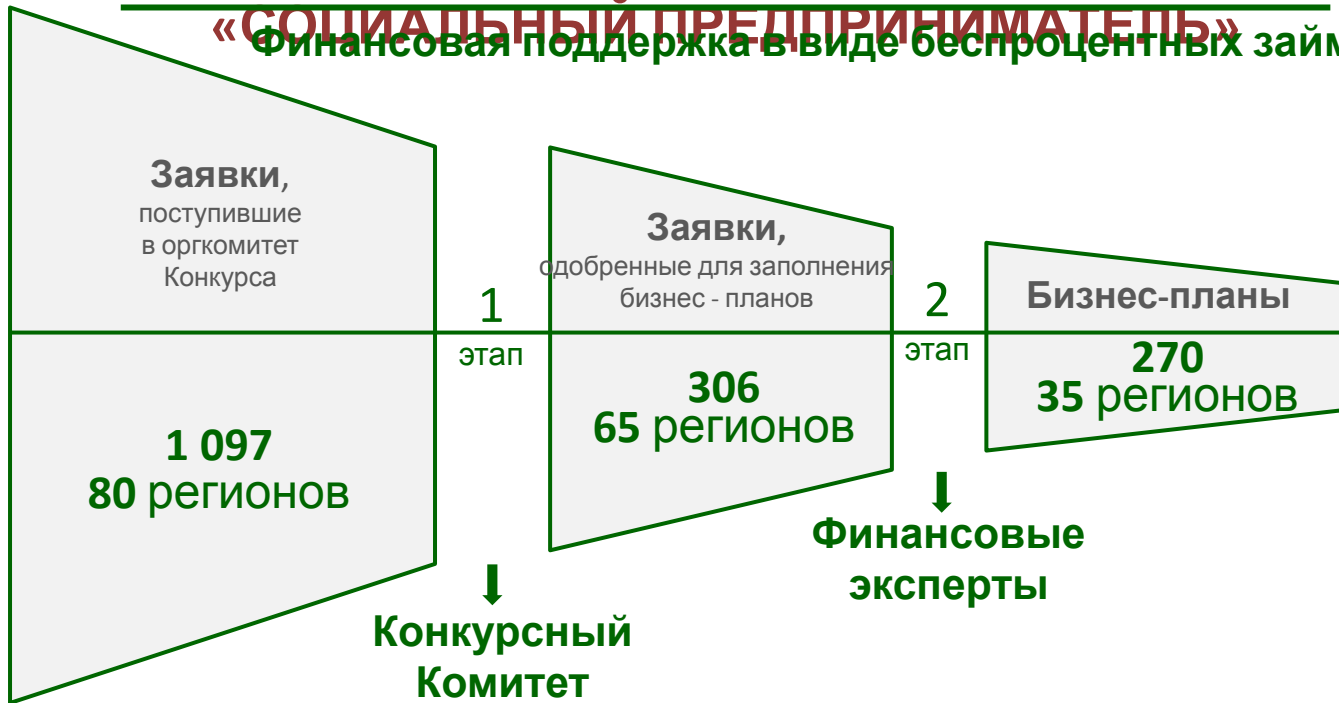 «СОЦИАЛЬНЫЙ ПРЕДПРИНИМАТЕЛЬ»
Финансовая поддержка в виде беспроцентных
Заявки,
поступившие
в оргкомитет
Конкурса
1 097
80 регионов
1
этап
Конкурсный
Комитет
Заявки,
одобренные для заполнения
бизнес - планов
306
65 регионов
2
этап
Финансовые
эксперты
Бизнес-планы
270
35 регионов